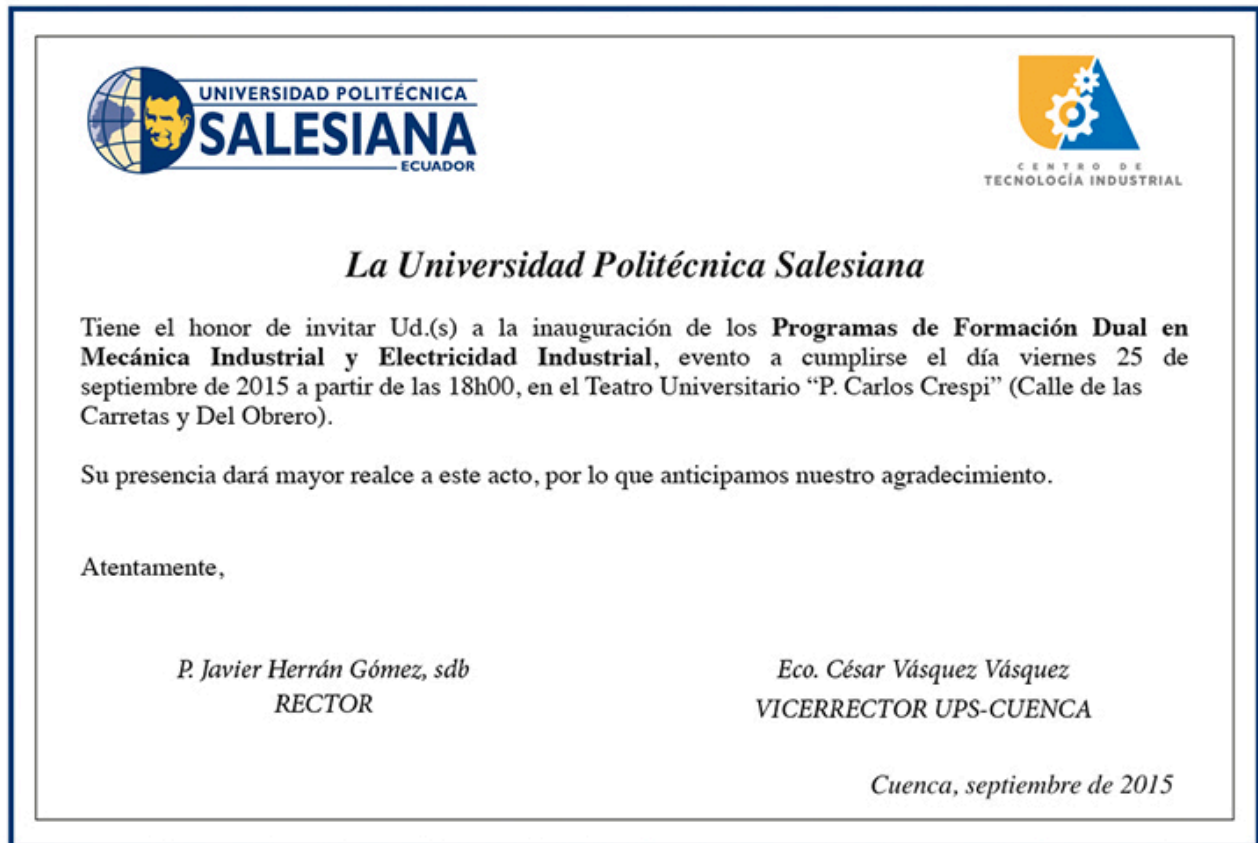 UNIVERSIDAD POLITÉCNICA
SALESIANA
ECUADOR
CENTRO DE
TECNOLOGÍA INDUSTRIAL
La Universidad Politécnica Salesiana
Tiene el honor de invitar Ud.(s) a la inauguración de los Programas de Formación Dual en
Mecánica Industrial y Electricidad Industrial, evento a cumplirse el día viernes 25 de
septiembre de 2015 a partir de las 18h00, en el Teatro Universitario “P. Carlos Crespi” (Calle de las
Carretas y Del Obrero).
Su presencia dará mayor realce a este acto, por lo que anticipamos nuestro agradecimiento.
Atentamente,
P. Javier Herrán Gómez, sdb
RECTOR
Eco. César Vásquez Vásquez
VICERRECTOR UPS-CUENCA
Cuenca, septiembre de 2015